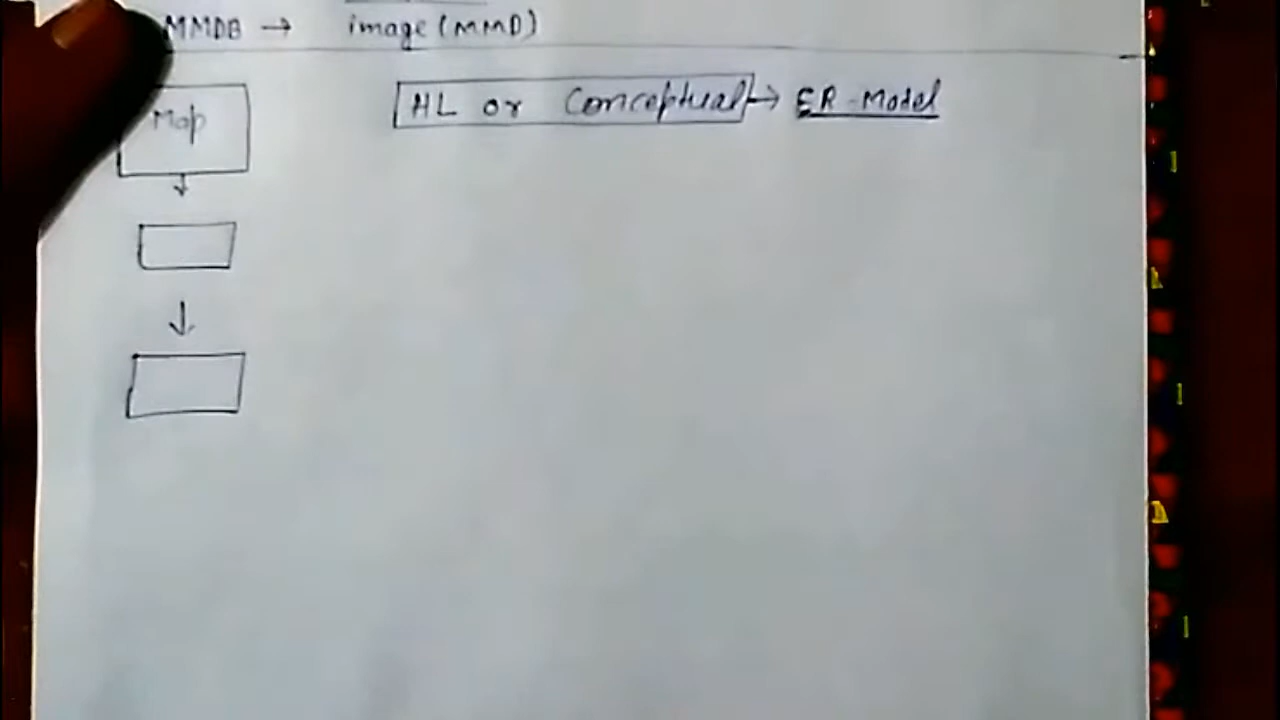 MMDB → image (MMD)
HL or Conceptual → ER-Model
Map